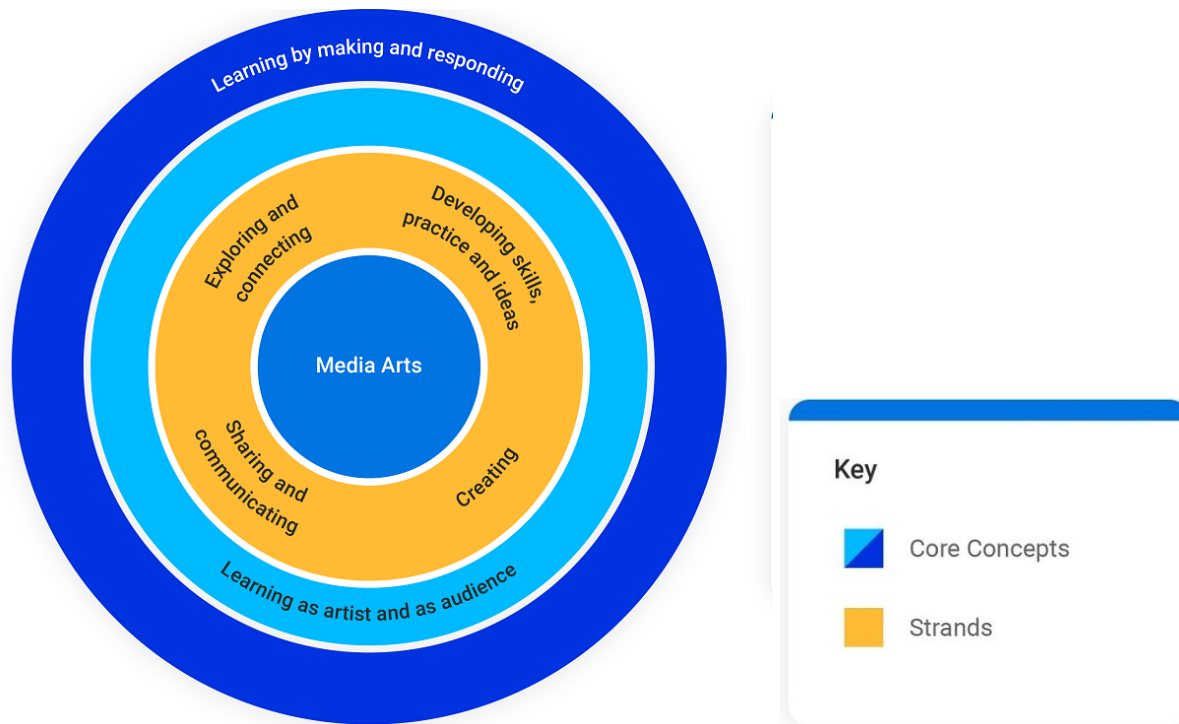 Learning by making and responding
Exploring and
connecting
Developing skills,
practice and ideas
Media Arts
Sharing and
communicating
Creating
Learning as artist and as audience
Key
Core Concepts
Strands